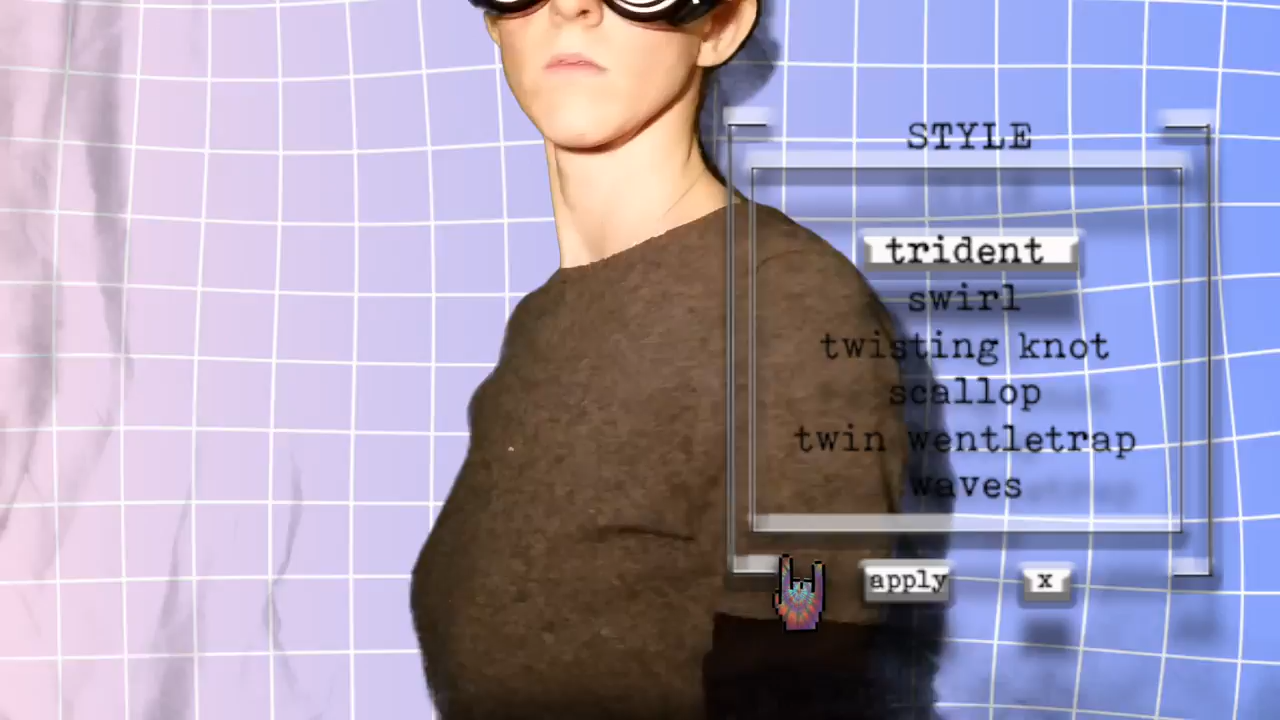 STYLE
trident
swirl
twisting knot
scallop
twin wentletrap
waves
apply x